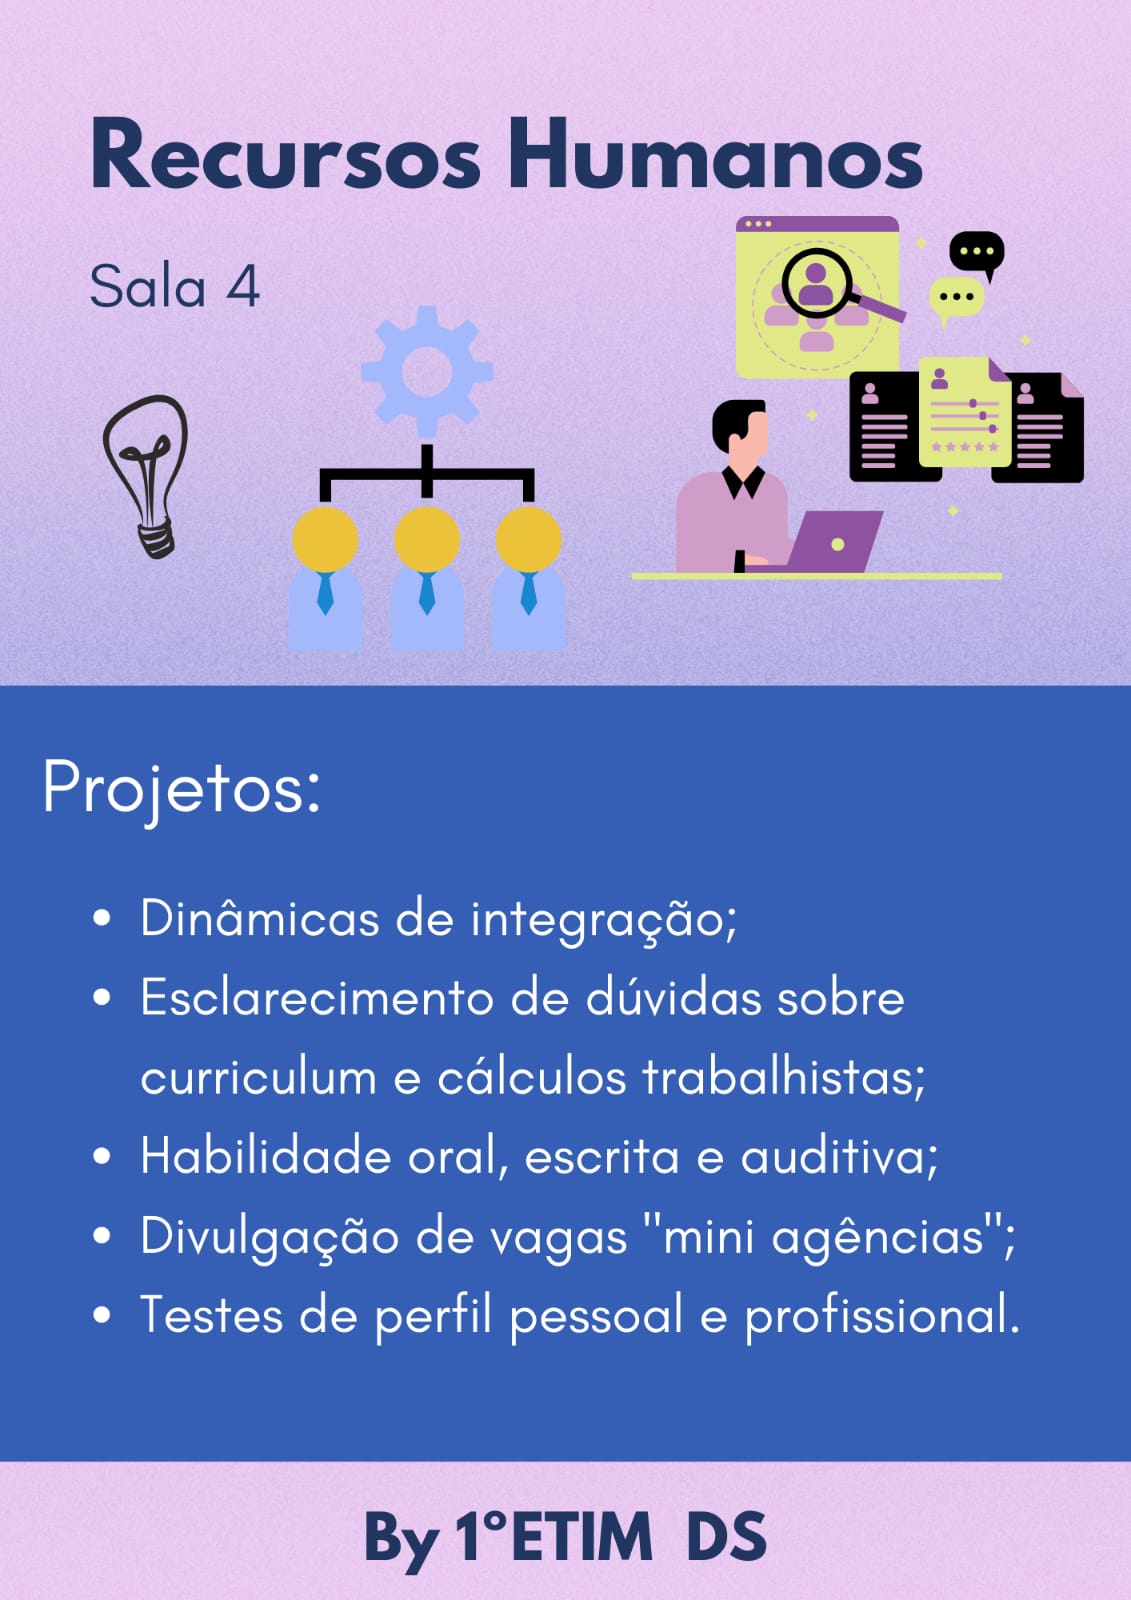 Recursos Humanos
Sala 4
Projetos:
• Dinâmicas de integração;
• Esclarecimento de dúvidas sobre
curriculum e cálculos trabalhistas;
• Habilidade oral, escrita e auditiva;
• Divulgação de vagas "mini agências";
• Testes de perfil pessoal e profissional.
By 1°ETIM DS